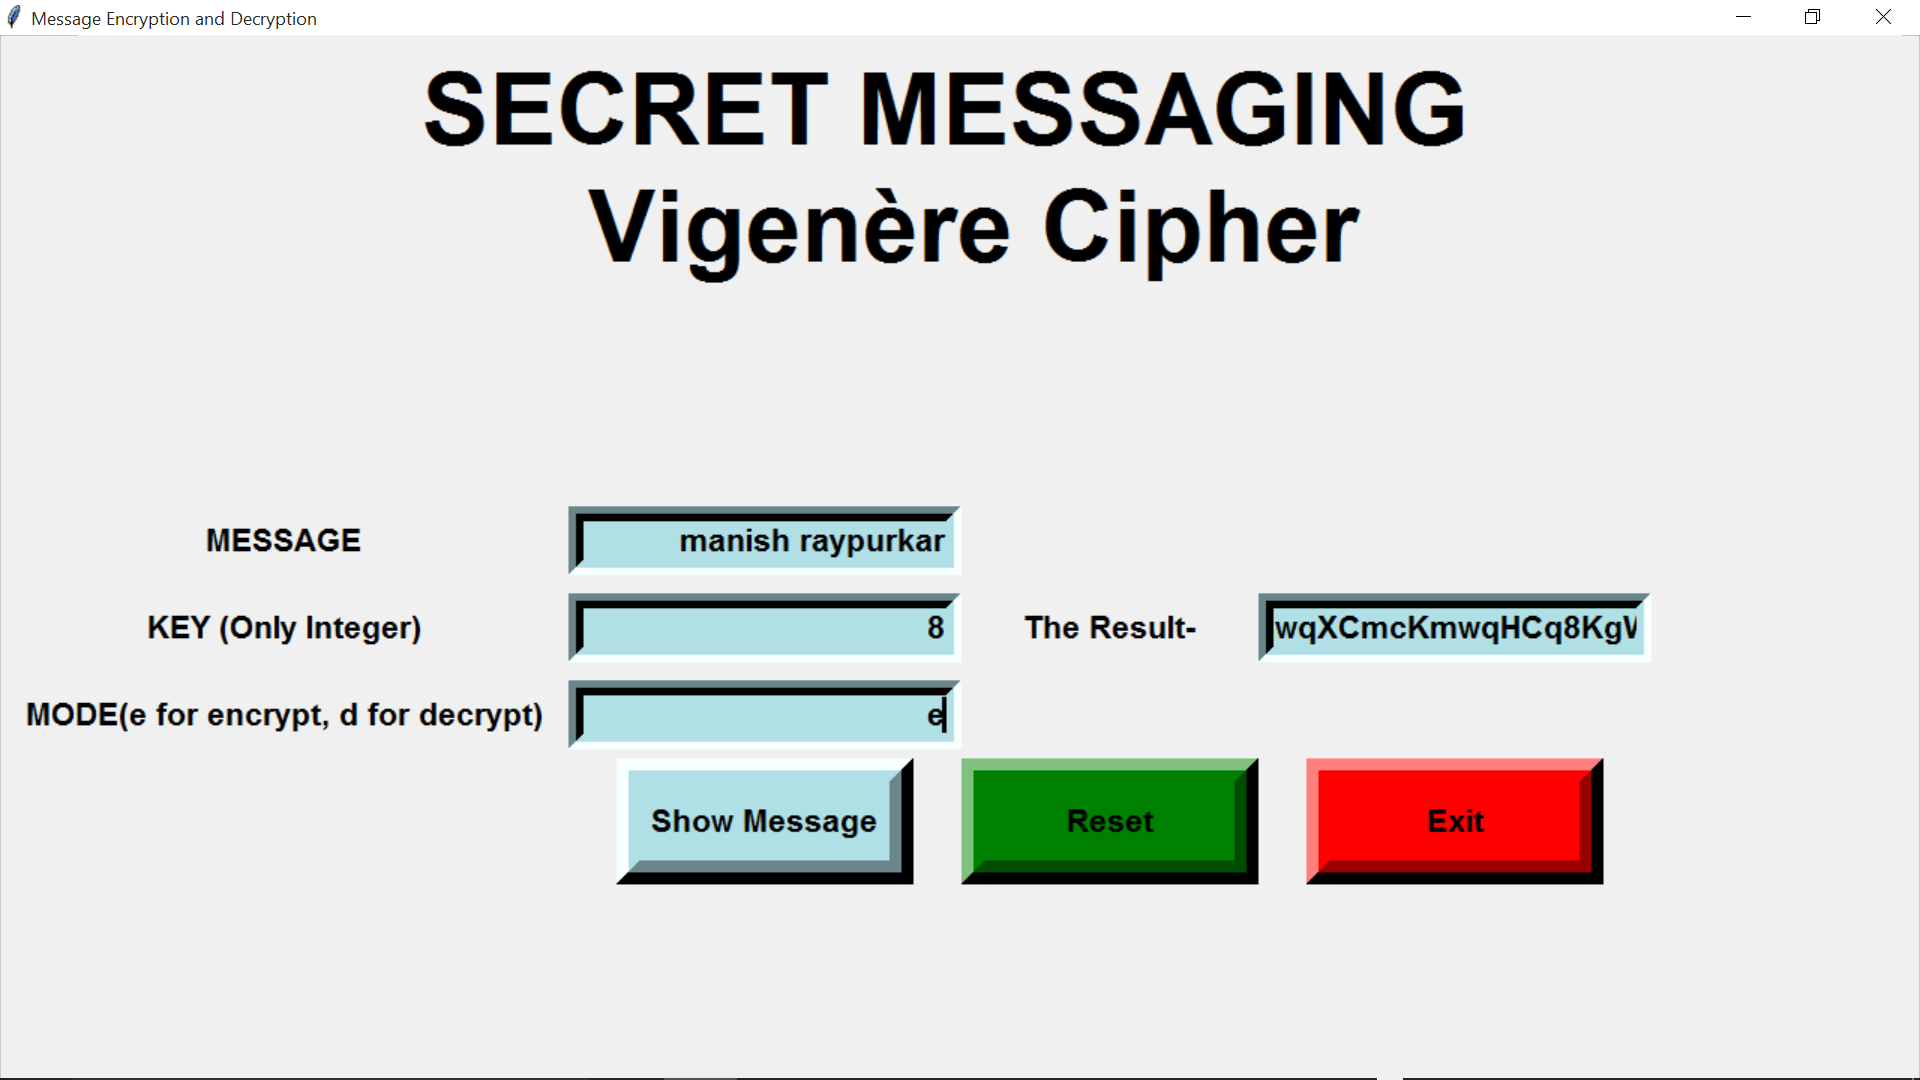 Message Encryption and Decryption
SECRET MESSAGING
Vigenère Cipher
MESSAGE
manish raypurkar
KEY (Only Integer)
8
The Result-
wqXCmcKmwqHCq8Kg
MODE(e for encrypt, d for decrypt)
e
Show Message
Reset
Exit